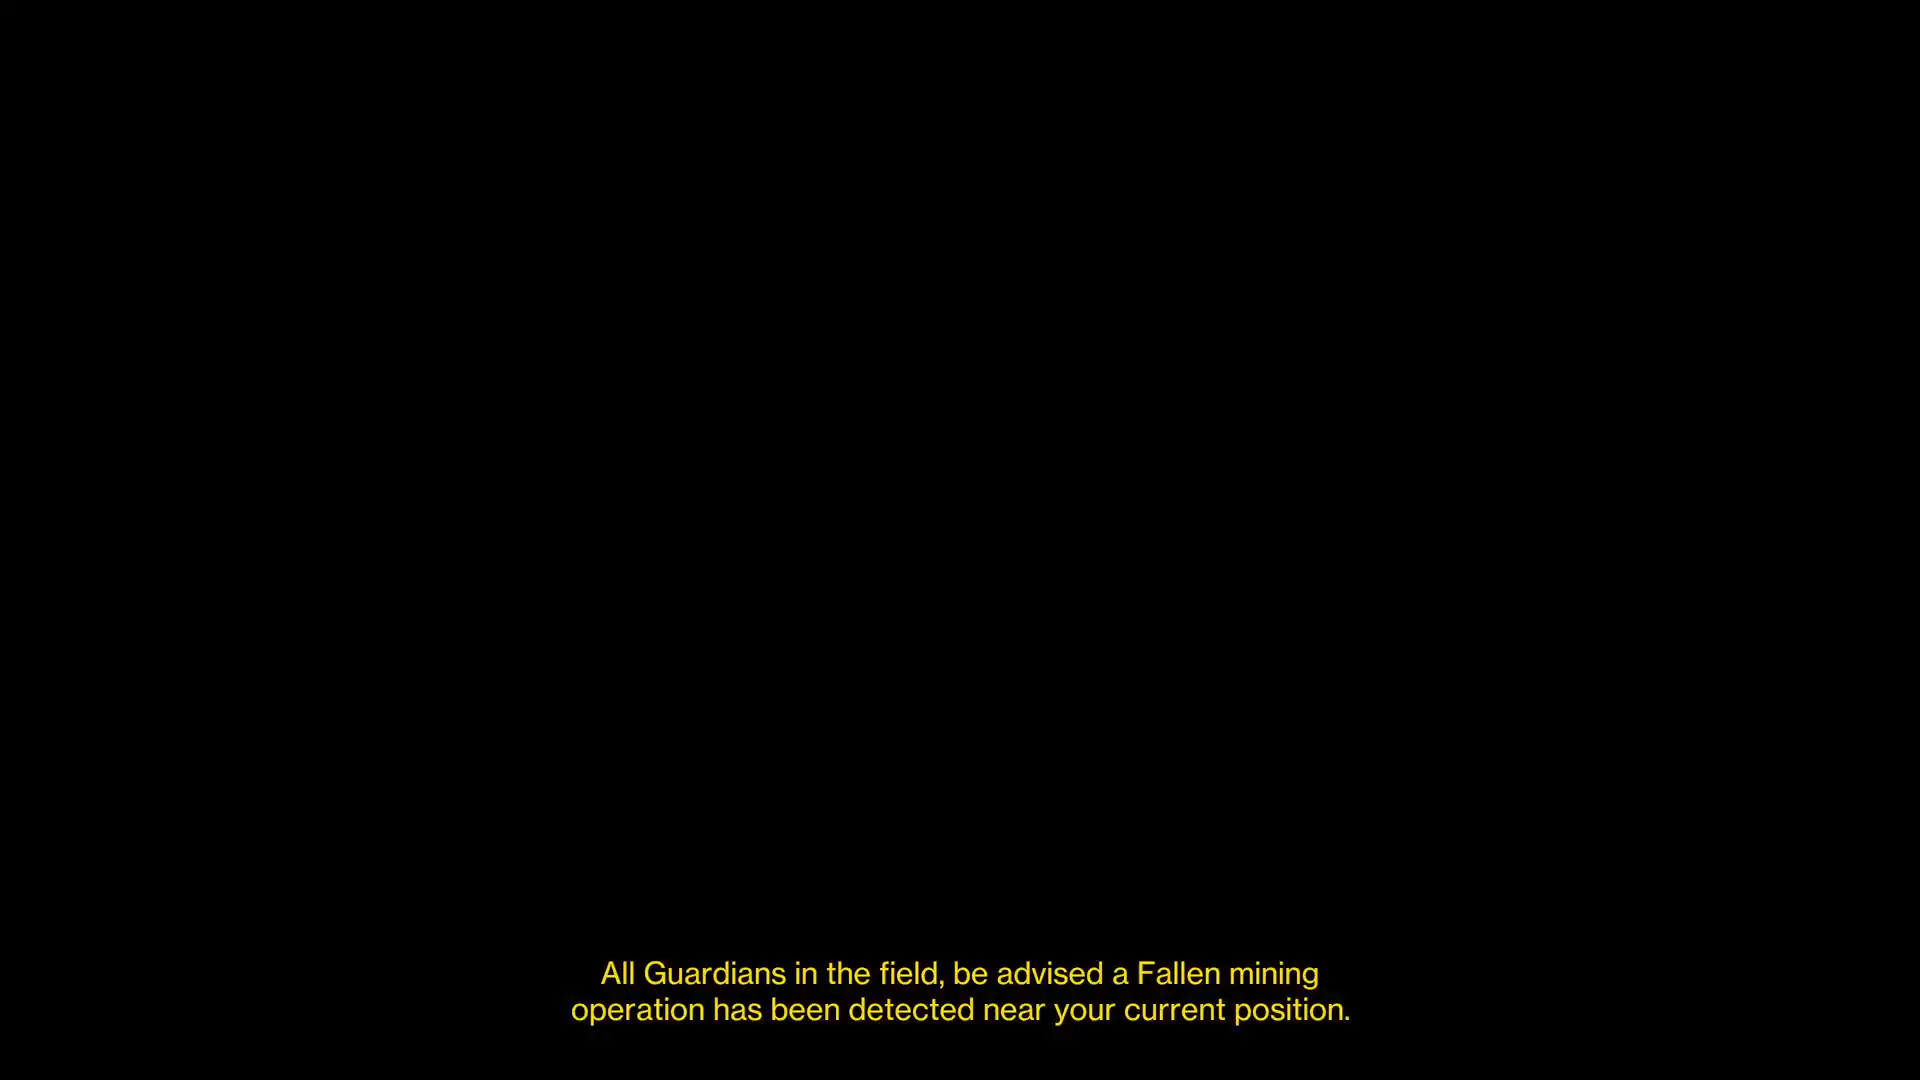 All Guardians in the field, be advised a Fallen mining
operation has been detected near your current position.